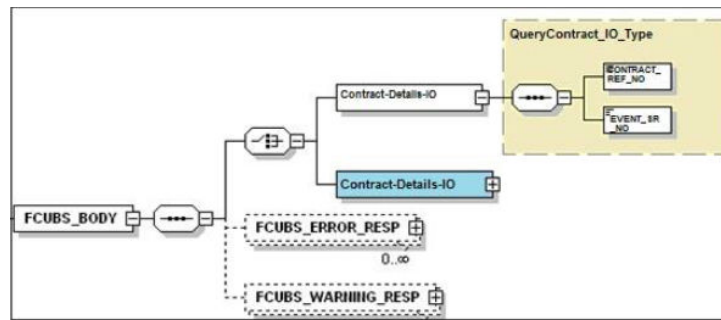 QueryContract_IO_Type
CONTRACT_
REF_NO
Contract-Details-IO
EVENT_SR
_NO
Contract-Details-IO
FCUBS_BODY
FCUBS_ERROR_RESP
0..∞
FCUBS_WARNING_RESP